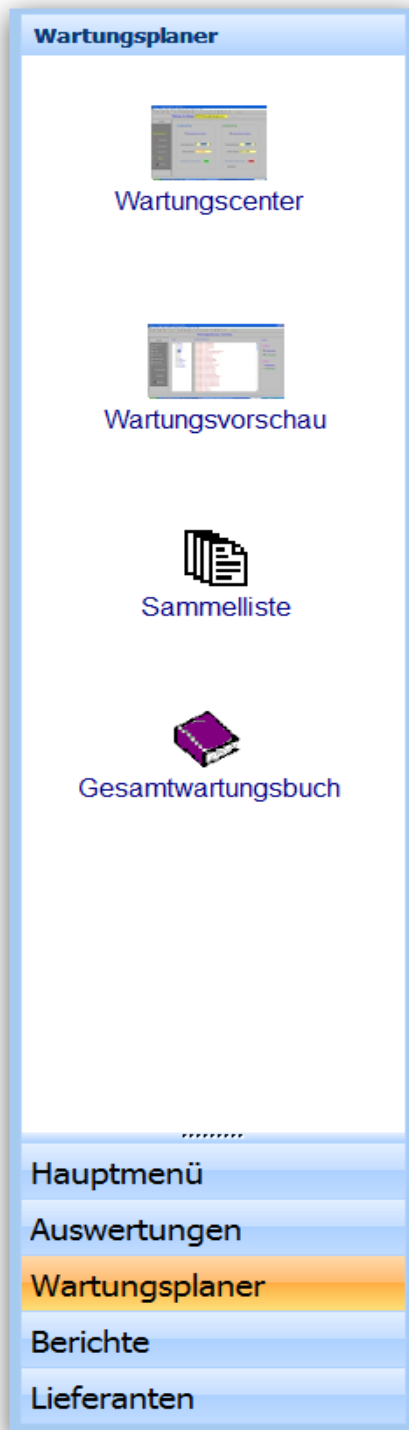 Wartungsplaner
Wartungscenter
Wartungsvorschau
Sammelliste
Gesamtwartungsbuch
Hauptmenü
Auswertungen
Wartungsplaner
Berichte
Lieferanten